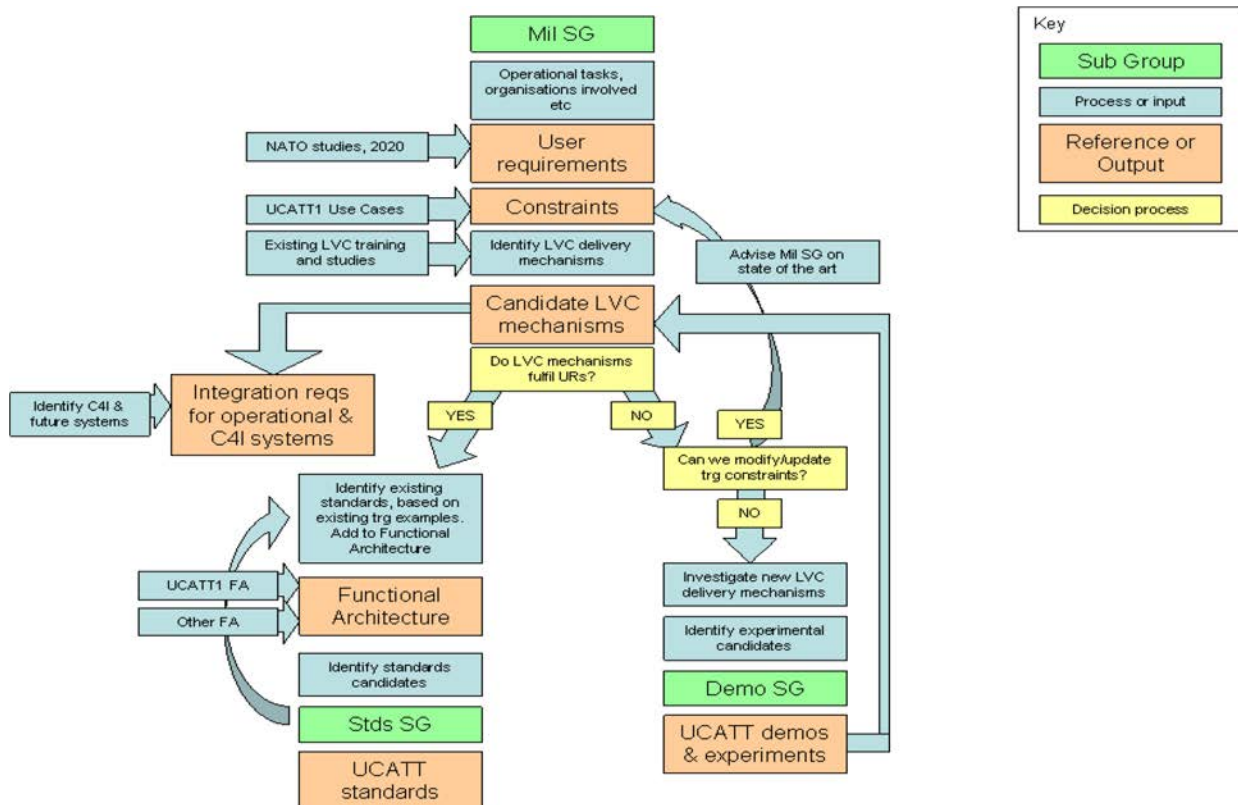 Mil SG
Operational tasks,
organisations involved
etc
NATO studies, 2020
User
requirements
UCATT1 Use Cases
Constraints
Existing LVC training
and studies
Identify LVC delivery
mechanisms
Advise Mil SG on
state of the art
Candidate LVC
mechanisms
Do LVC mechanisms
fulfil URs?
Identify C4I &
future systems
Integration reqs
for operational &
C4I systems
YES
NO
YES
Can we modify/update
trg constraints?
NO
Identify existing
standards, based on
existing trg examples.
Add to Functional
Architecture
UCATT1 FA
Other FA
Functional
Architecture
Identify standards
candidates
Stds SG
UCATT
standards
Investigate new LVC
delivery mechanisms
Identify experimental
candidates
Demo SG
UCATT demos
& experiments
Key
Sub Group
Process or input
Reference or
Output
Decision process